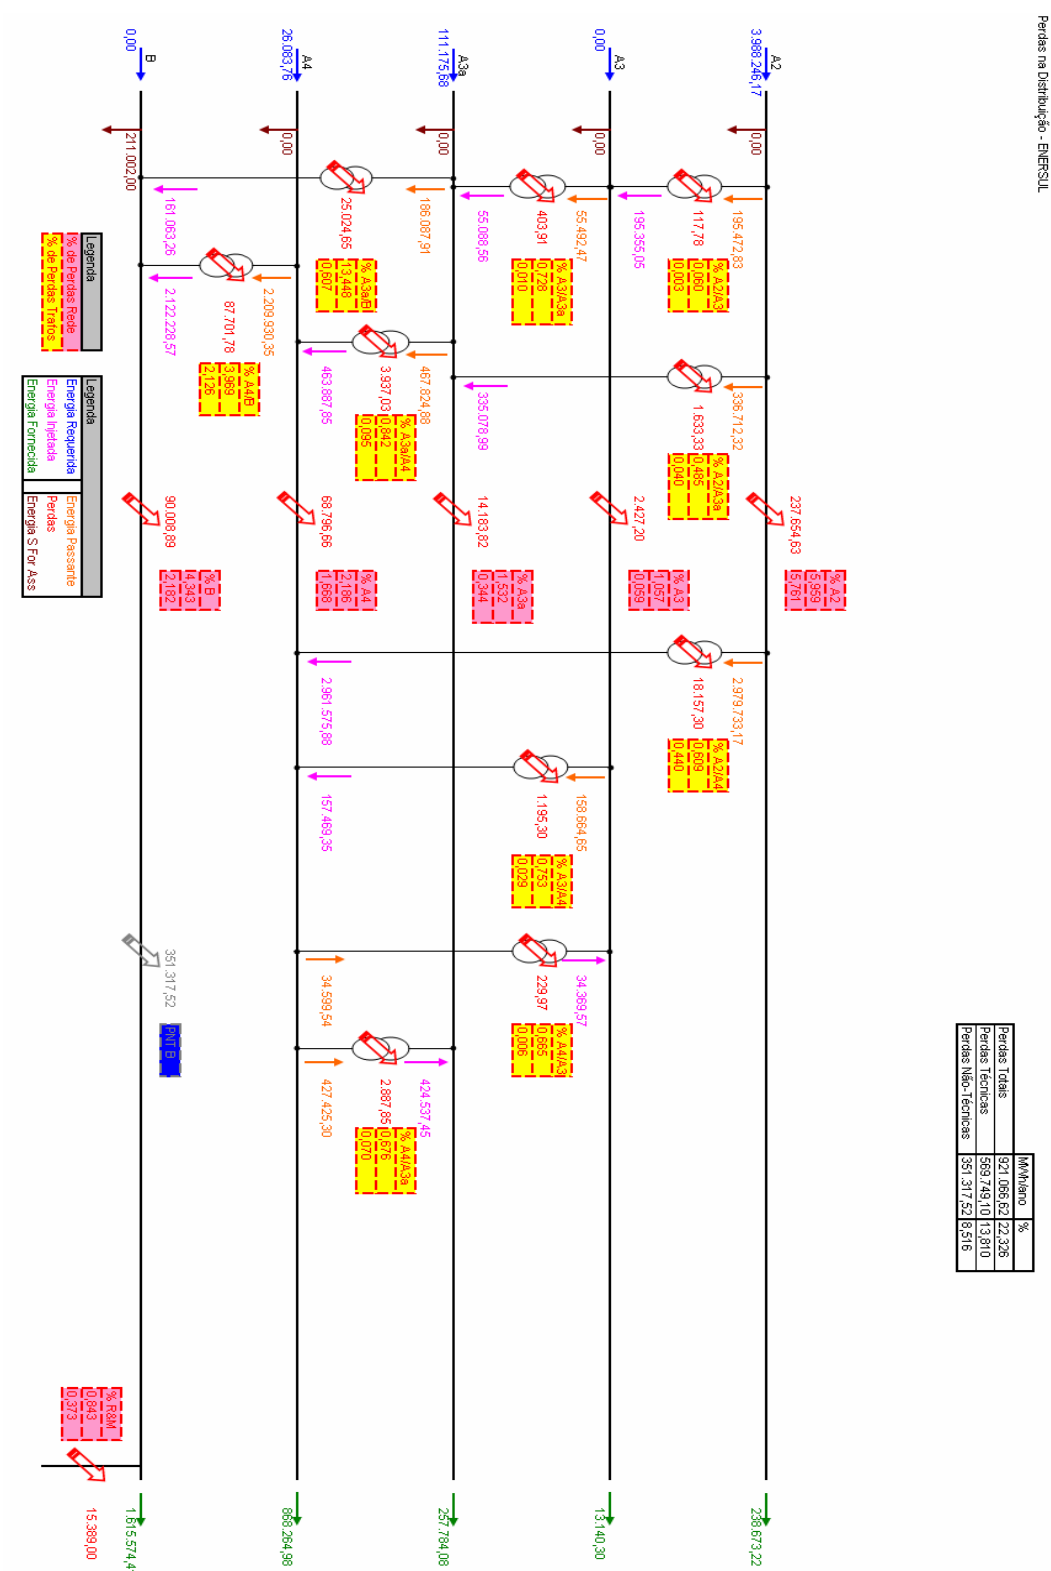 Perdas na Distribuição - ENERSUL
MWh/ano %
Perdas Totais 921.066,62 22,326
Perdas Técnicas 569.749,10 13,810
Perdas Não-Técnicas 351.317,52 8,516
A2
3.988.246,17
0,00
195.472,83
117,78
195.355,05
% A2/A3
0,060
0,003
336.712,32
1.633,33
335.078,99
% A2/A3a
0,485
0,040
237.654,63
% A2
5,959
5,761
2.979.733,17
18.157,30
2.961.575,88
% A2/A4
0,609
0,440
238.673,22
A3
0,00
0,00
55.492,47
403,91
55.088,56
% A3/A3a
0,728
0,010
2.427,20
% A3
1,057
0,059
158.664,65
1.195,30
157.469,35
% A3/A4
0,753
0,029
34.369,57
229,97
34.599,54
% A4/A3
0,665
0,006
13.140,30
A3a
111.175,68
0,00
186.087,91
25.024,65
161.063,26
% A3a/B
13,448
0,607
467.824,88
3.937,03
463.887,85
% A3a/A4
0,842
0,095
14.183,82
% A3a
1,532
0,344
424.537,45
2.887,85
427.425,30
% A4/A3a
0,676
0,070
257.784,08
A4
26.083,76
0,00
2.209.930,35
87.701,78
2.122.228,57
% A4/B
3,969
2,126
68.796,66
% A4
2,186
1,668
868.264,98
B
0,00
211.002,00
90.008,89
% B
4,343
2,182
351.317,52
PNT B
% R&M
0,843
0,373
15.389,00
Legenda
% de Perdas Rede
% de Perdas Trafos
Legenda
Energia Requerida Energia Passante
Energia Injetada Perdas
Energia Fornecida Energia S For Ass